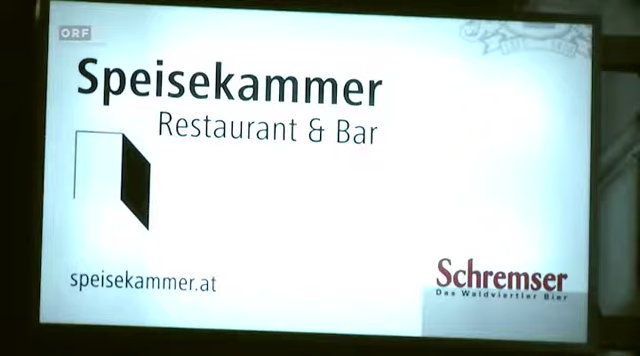 ORF
Speisekammer
Restaurant & Bar
speisekammer.at
Schremser
Das Waldviertler Bier